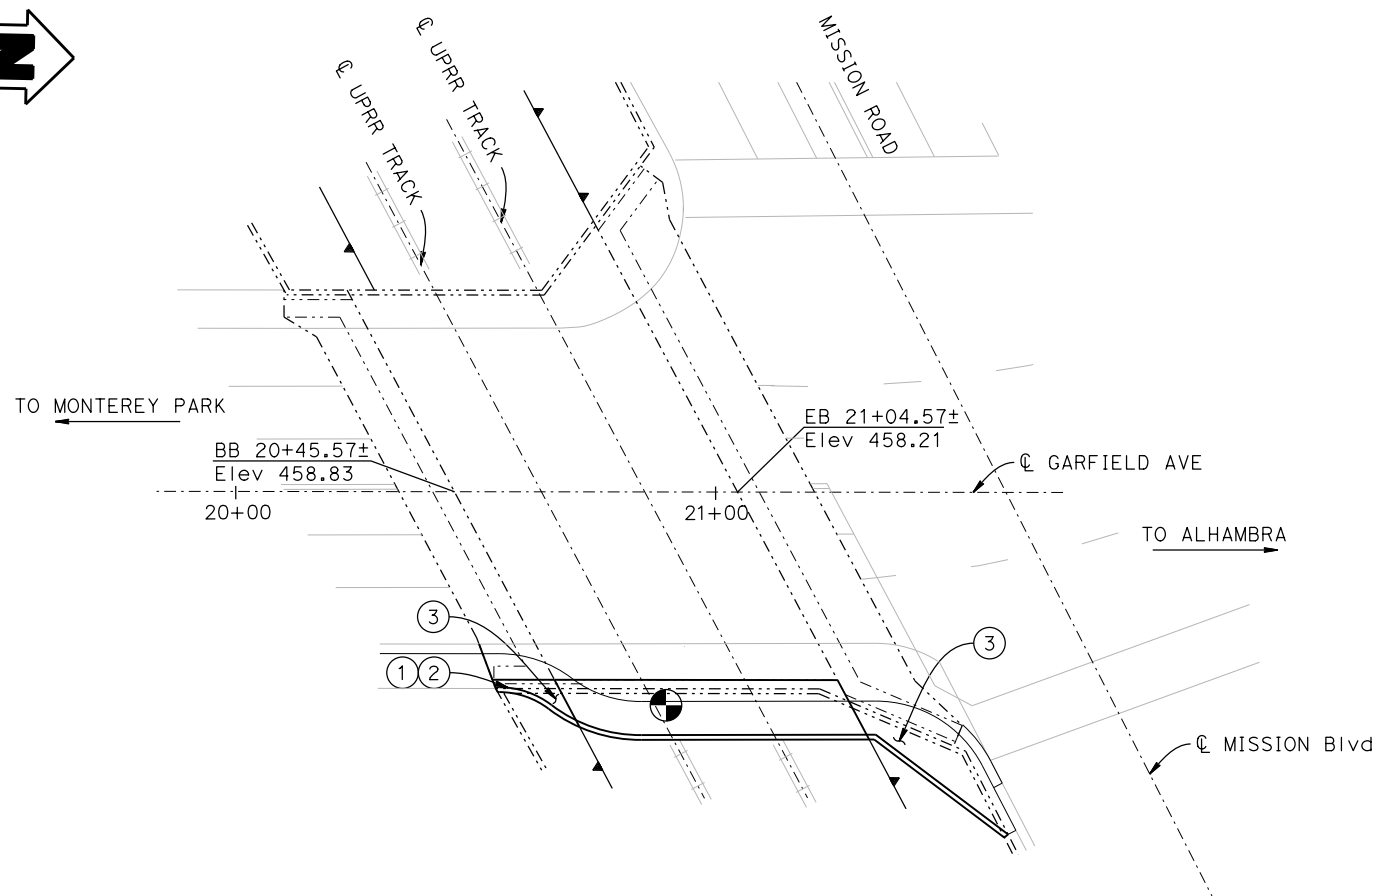 N
℄ UPRR TRACK
℄ UPRR TRACK
MISSION ROAD
TO MONTEREY PARK
BB 20+45.57±
Elev 458.83
EB 21+04.57±
Elev 458.21
℄ GARFIELD AVE
20+00
21+00
TO ALHAMBRA
3
3
1 2
℄ MISSION Blvd